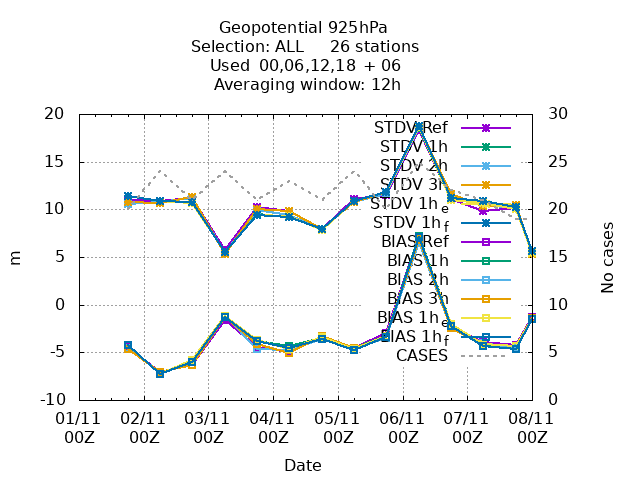 Geopotential 925hPa
Selection: ALL 26 stations
Used 00,06,12,18 + 06
Averaging window: 12h
20
15
10
5
0
-5
-10
m
30
25
20
15
10
5
0
No cases
STDV Ref
STDV 1h
STDV 2h
STDV 3h
STDV 1h_e
STDV 1h_f
BIAS Ref
BIAS 1h
BIAS 2h
BIAS 3h
BIAS 1h_e
BIAS 1h_f
CASES
01/11 02/11 03/11 04/11 05/11 06/11 07/11 08/11
00Z 00Z 00Z 00Z 00Z 00Z 00Z 00Z
Date